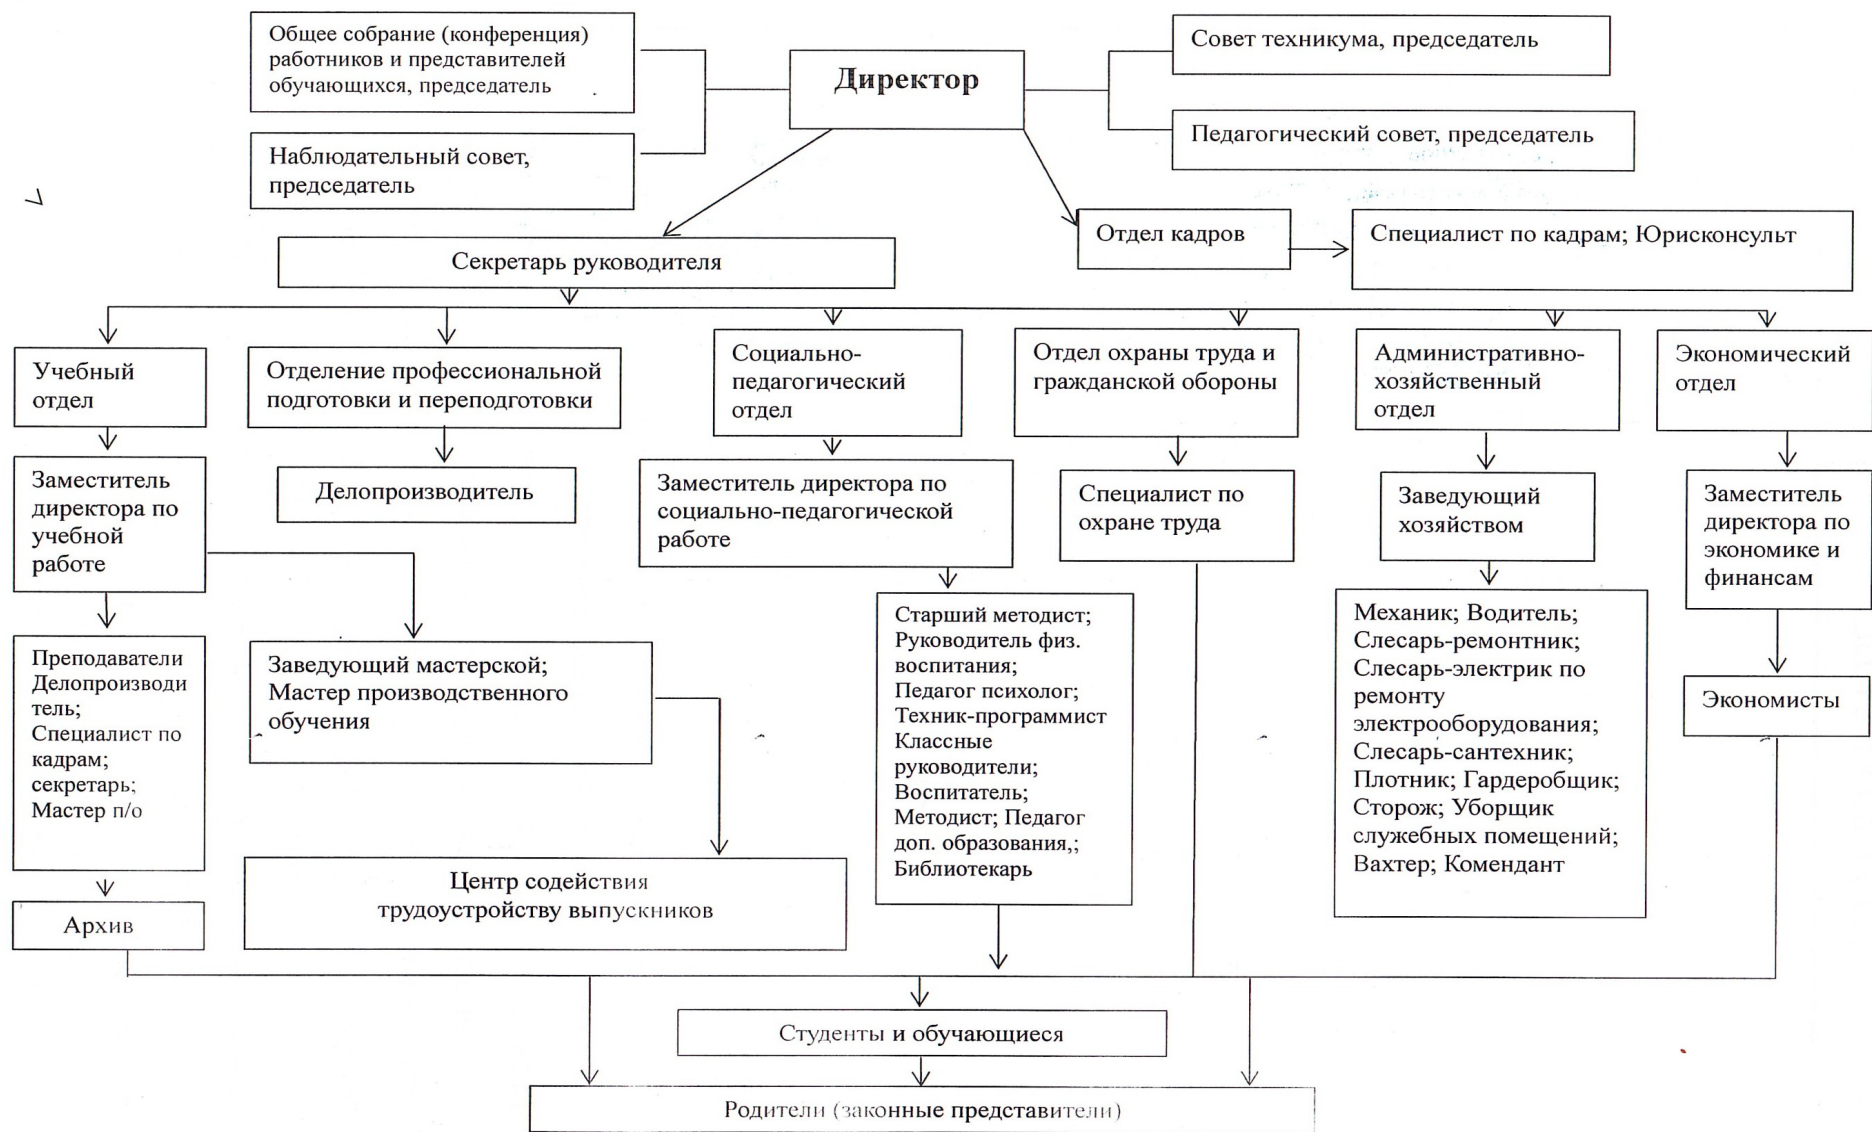 Общее собрание (конференция)
работников и представителей
обучающихся, председатель
Директор
Совет техникума, председатель
Педагогический совет, председатель
Наблюдательный совет,
председатель
Отдел кадров
Специалист по кадрам; Юрисконсульт
Секретарь руководителя
Учебный
отдел
Отделение профессиональной
подготовки и переподготовки
Социально-
педагогический
отдел
Отдел охраны труда и
гражданской обороны
Административно-
хозяйственный
отдел
Экономический
отдел
Заместитель
директора по
учебной
работе
Делопроизводитель
Заместитель директора по
социально-педагогической
работе
Специалист по
охране труда
Заведующий
хозяйством
Заместитель
директора по
экономике и
финансам
Преподаватели
Делопроизводи
тель;
Специалист по
кадрам;
секретарь;
Мастер п/о
Заведующий мастерской;
Мастер производственного
обучения
Старший методист;
Руководитель физ.
воспитания;
Педагог психолог;
Техник-программист
Классные
руководители;
Воспитатель;
Методист; Педагог
доп. образования,;
Библиотекарь
Механик; Водитель;
Слесарь-ремонтник;
Слесарь-электрик по
ремонту
электрооборудования;
Слесарь-сантехник;
Плотник; Гардеробщик;
Сторож; Уборщик
служебных помещений;
Вахтер; Комендант
Экономисты
Центр содействия
трудоустройству выпускников
Архив
Студенты и обучающиеся
Родители (законные представители)